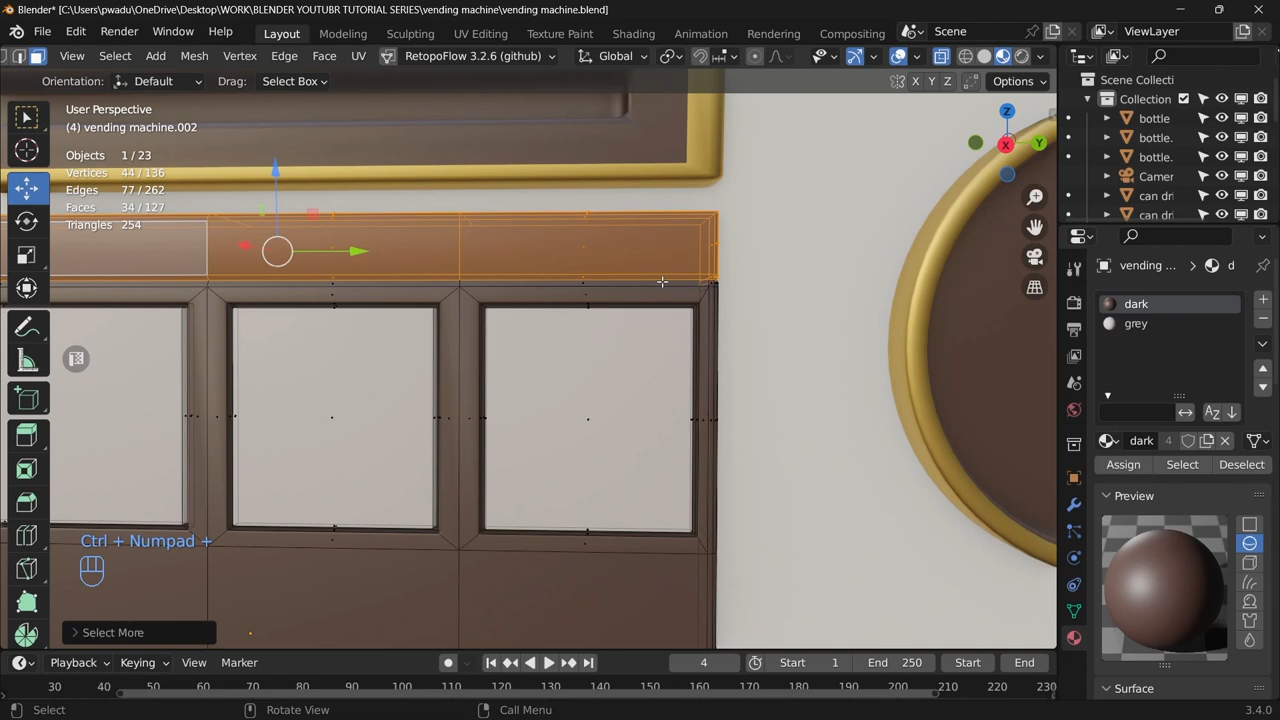 Blender* [C:\Users\pwadu\OneDrive\Desktop\WORK\BLENDER YOUTUBR TUTORIAL SERIES\vending machine\vending machine.blend]
File Edit Render Window Help Layout Modeling Sculpting UV Editing Texture Paint Shading Animation Rendering Compositing Scene ViewLayer
View Select Add Mesh Vertex Edge Face UV RetopoFlow 3.2.6 (github) Global
Orientation: Default Drag: Select Box X Y Z Options
Scene Collecti
Collection
bottle
bottle.
bottle.
Camer
can dri
can dri
User Perspective
(4) vending machine.002
Objects 1 / 23
Vertices 44 / 136
Edges 77 / 262
Faces 34 / 127
Triangles 254
Z
Y
X
vending ... d
dark
grey
dark 4
Assign Select Deselect
Preview
Surface
Ctrl + Numpad +
Select More
Playback Keying View Marker 4 Start 1 End 250 Start End
30 40 50 60 70 80 90 100 110 120 130 140 150 160 170 180 190 200 210 220 230
Select Rotate View Call Menu 3.4.0